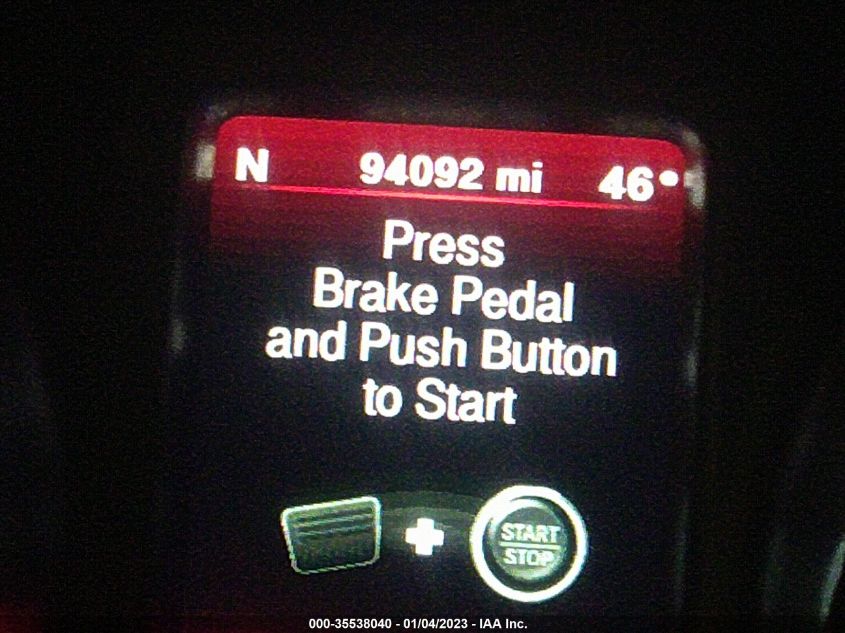 N 94092 mi 46°
Press
Brake Pedal
and Push Button
to Start
START
STOP
000-35538040 - 01/04/2023 - IAA Inc.